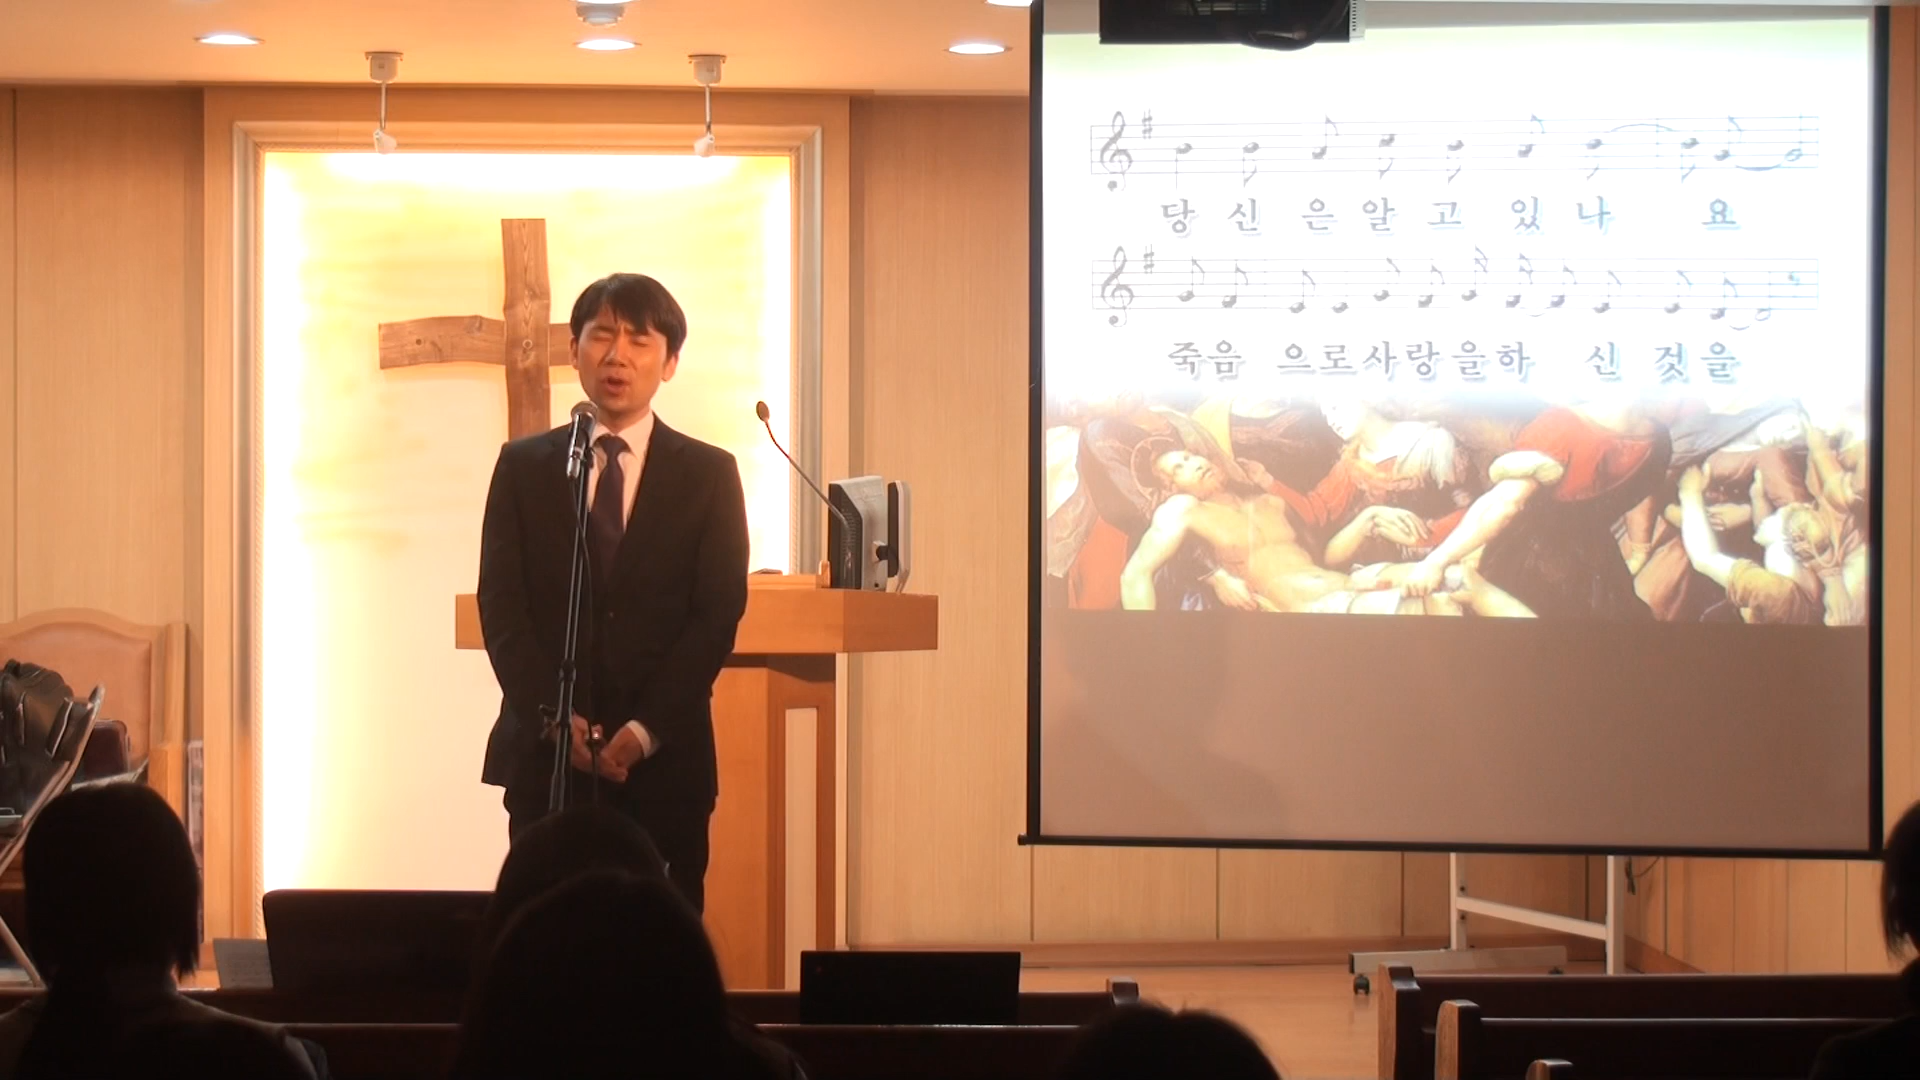 당 신 은 알 고 있 나 요
죽음 으로사랑을하 신 것 을